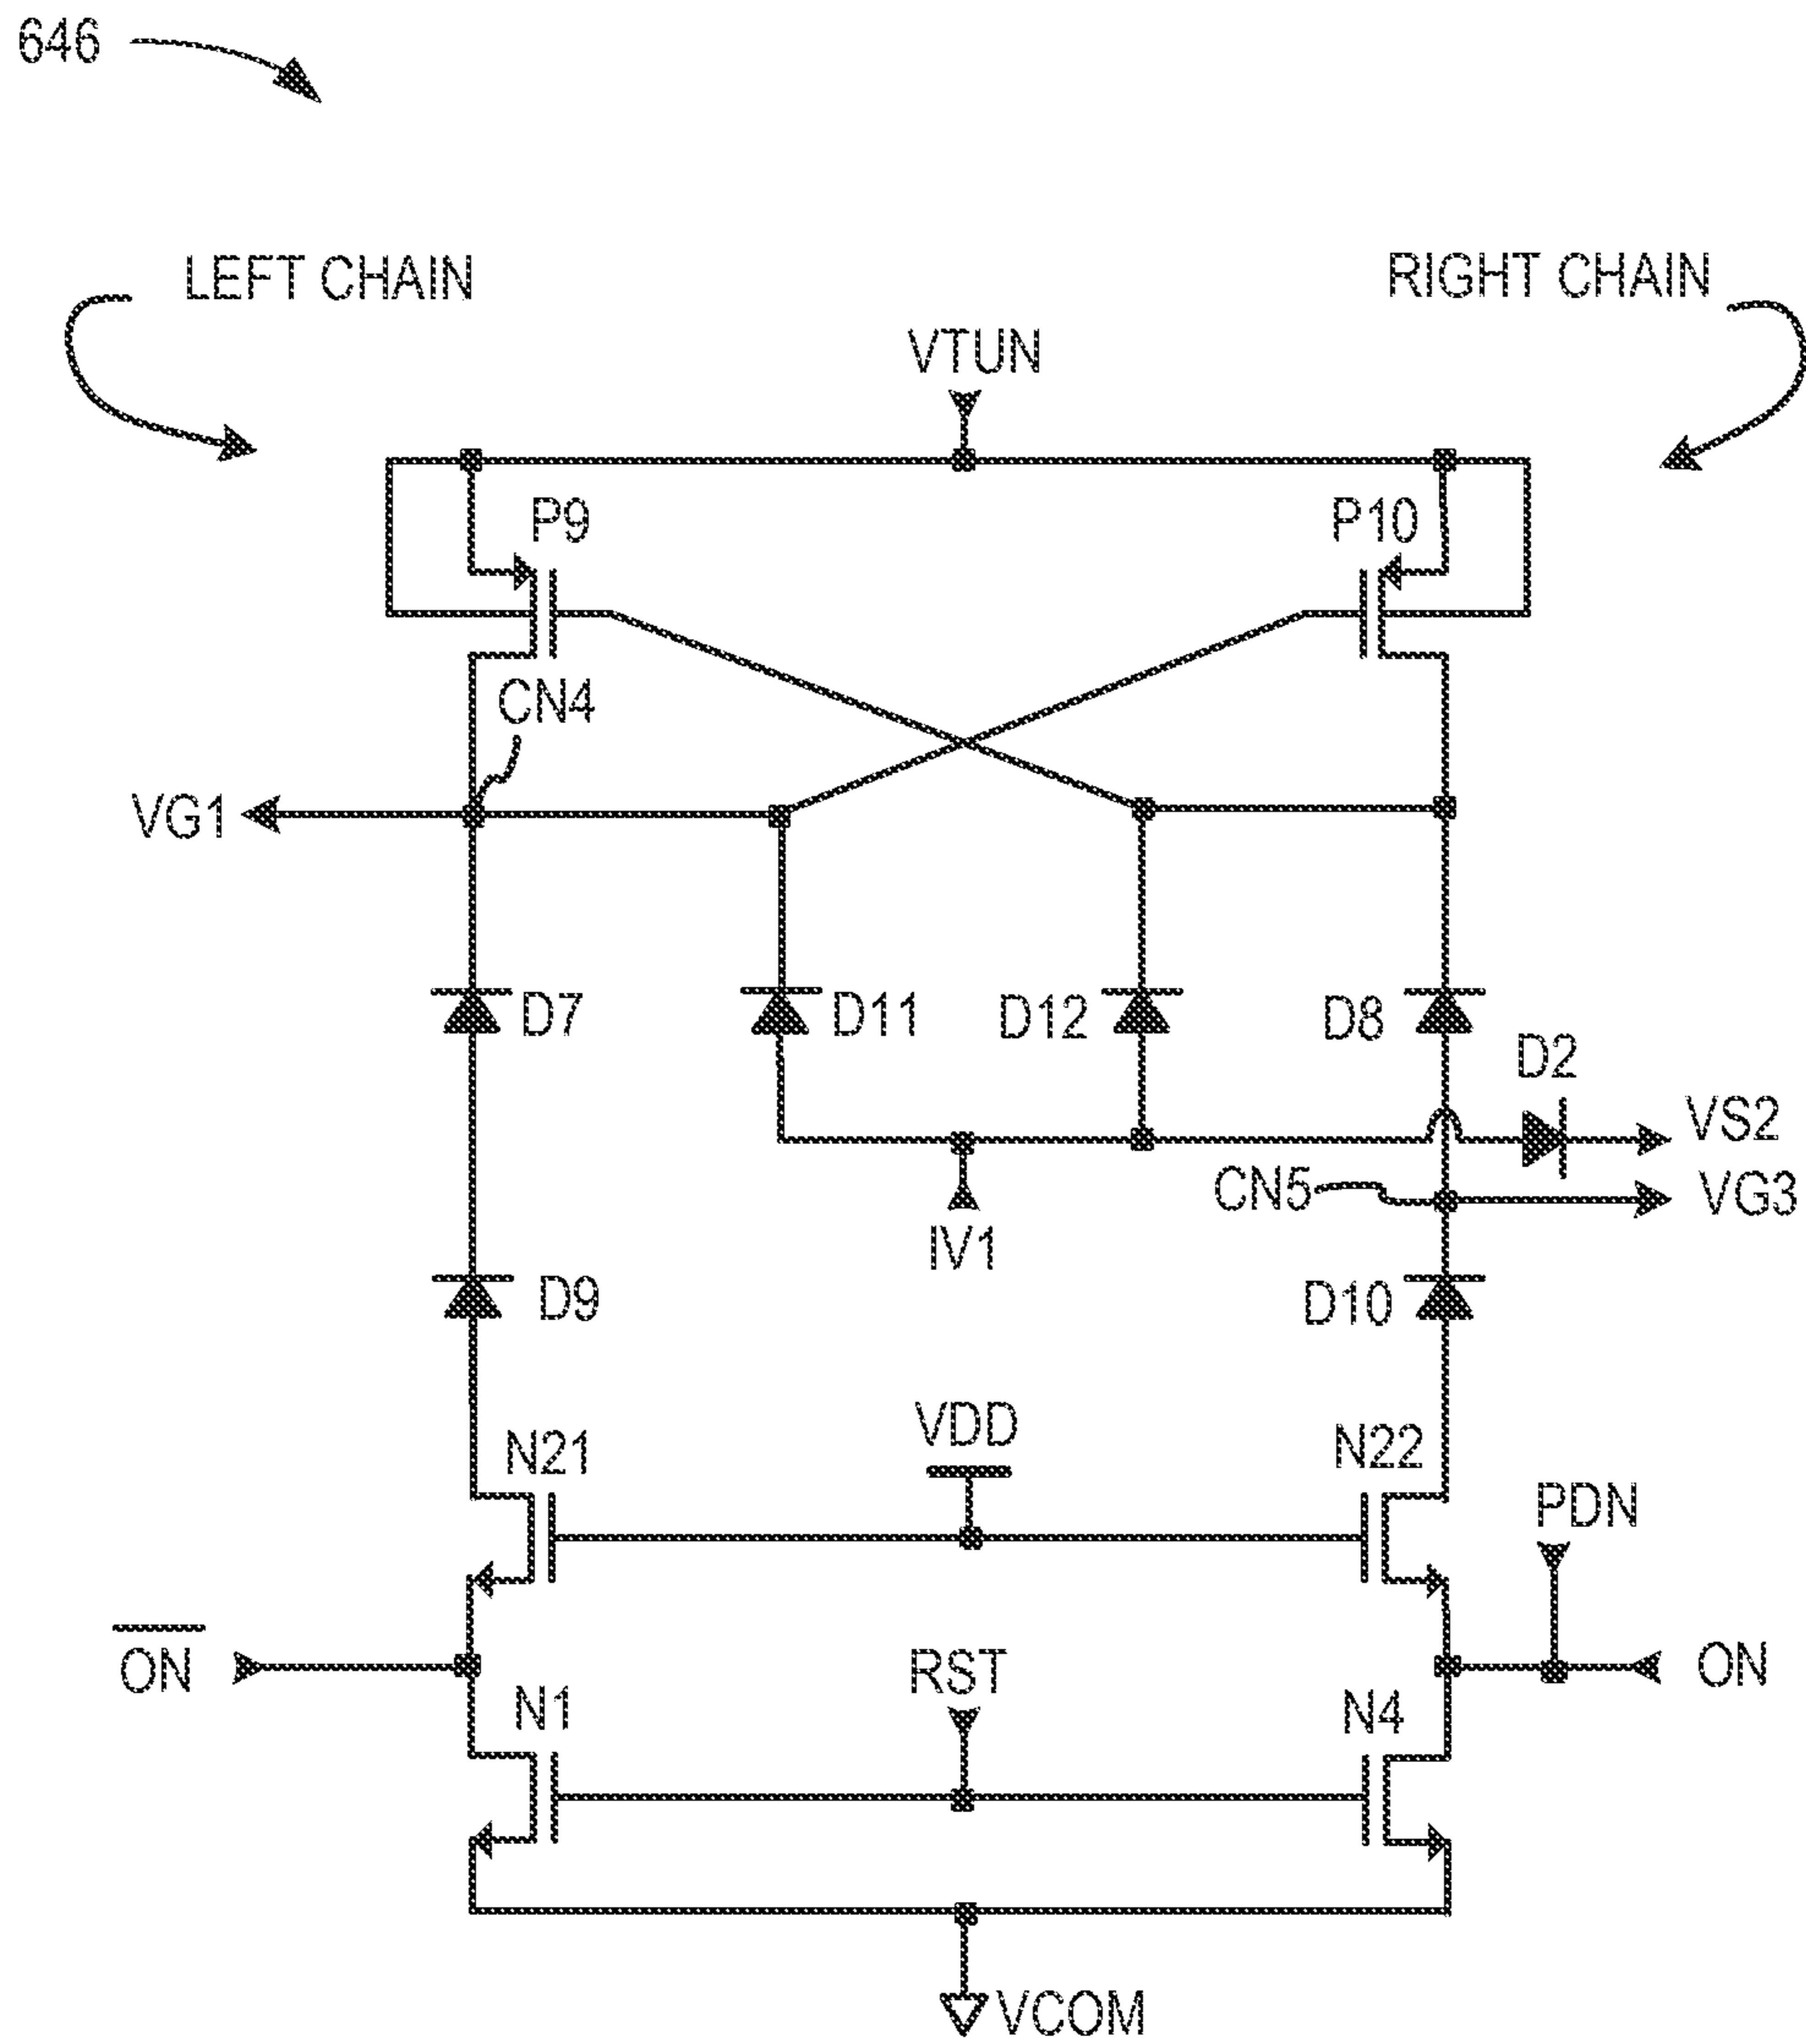 646
LEFT CHAIN
RIGHT CHAIN
VTUN
P9
P10
CN4
VG1
D7
D11
D12
D8
D2
VS2
CN5
VG3
IV1
D9
D10
VDD
N21
N22
PDN
O̅N̅
RST
ON
N1
N4
VCOM